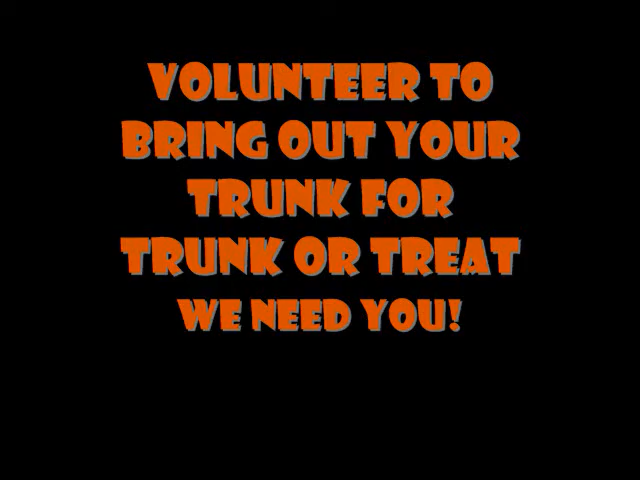 VOLUNTEER TO
BRING OUT YOUR
TRUNK FOR
TRUNK OR TREAT
WE NEED YOU!